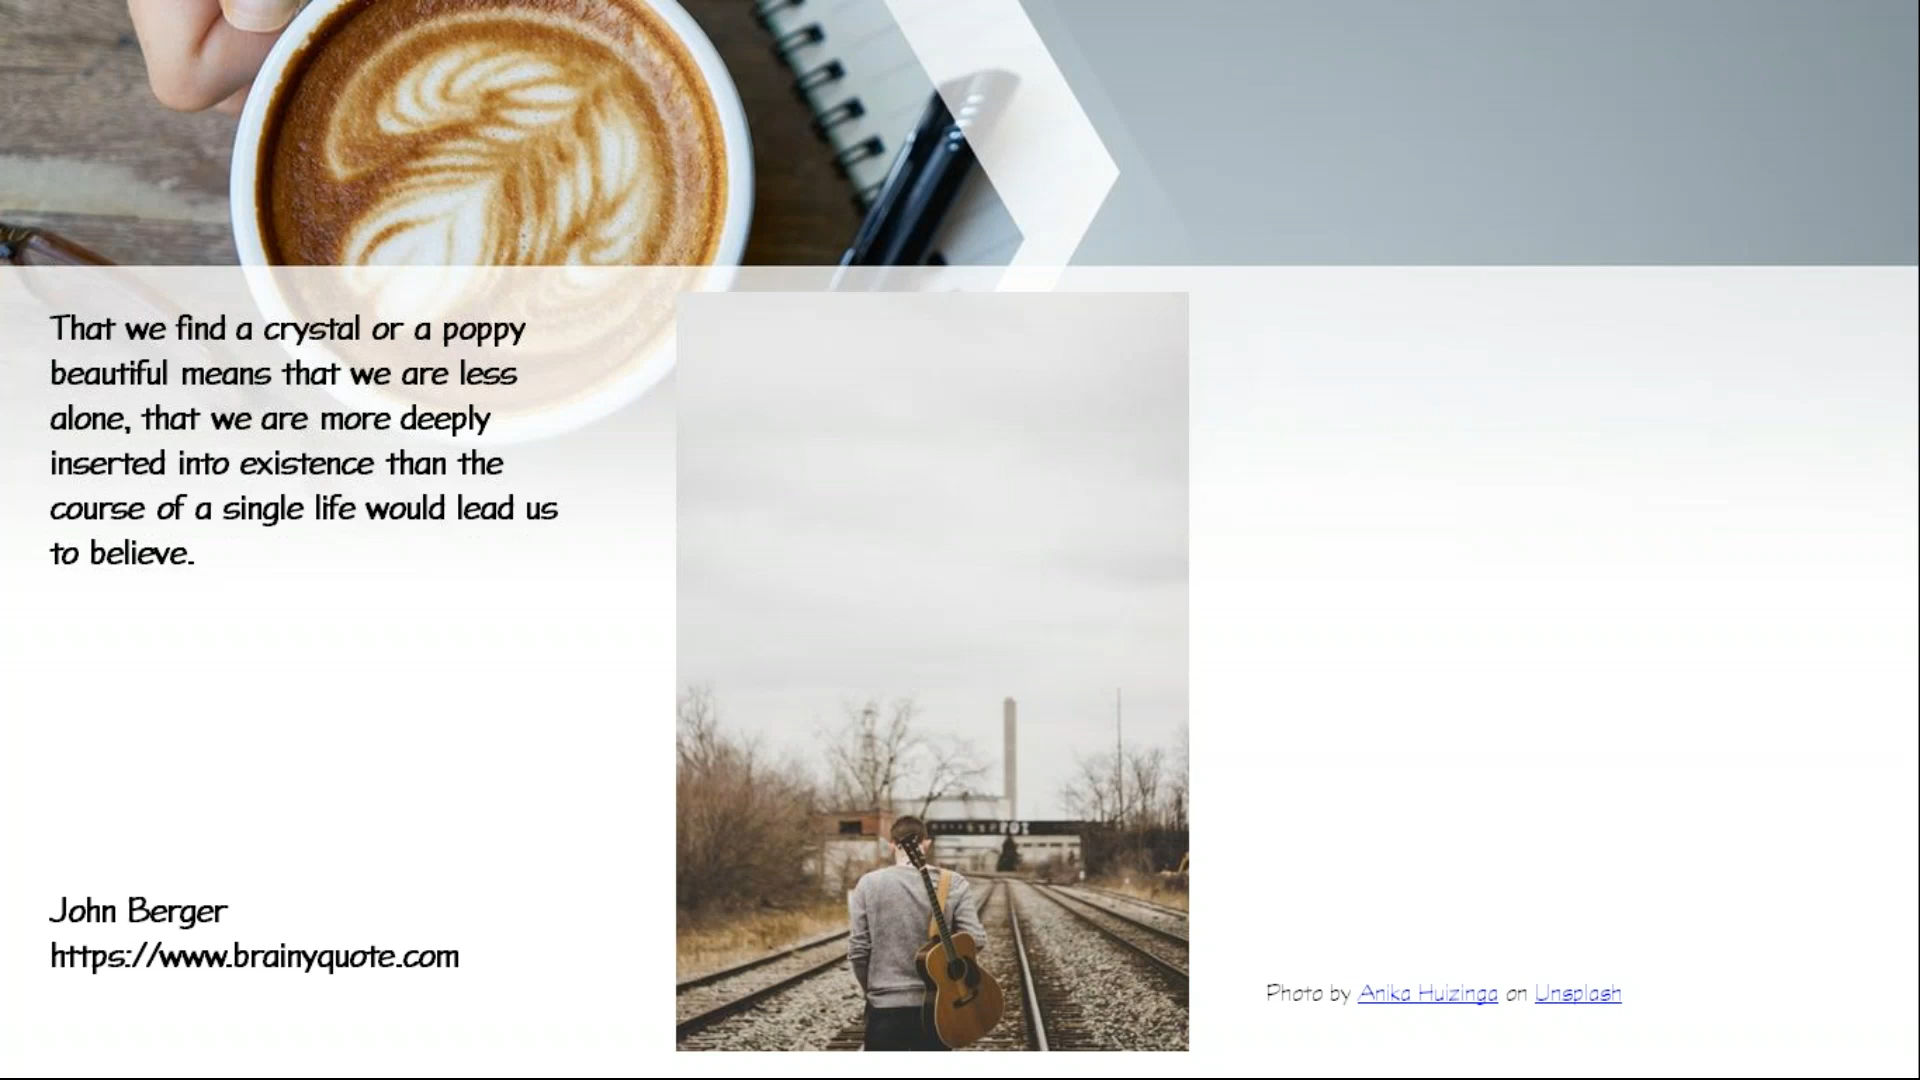 That we find a crystal or a poppy
beautiful means that we are less
alone, that we are more deeply
inserted into existence than the
course of a single life would lead us
to believe.
John Berger
https://www.brainyquote.com
Photo by Anika Huizinga on Unsplash